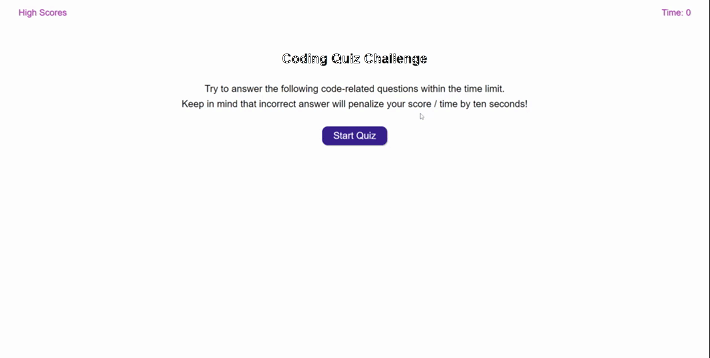 High Scores
Time: 0
Coding Quiz Challenge
Try to answer the following code-related questions within the time limit.
Keep in mind that incorrect answer will penalize your score / time by ten seconds!
Start Quiz